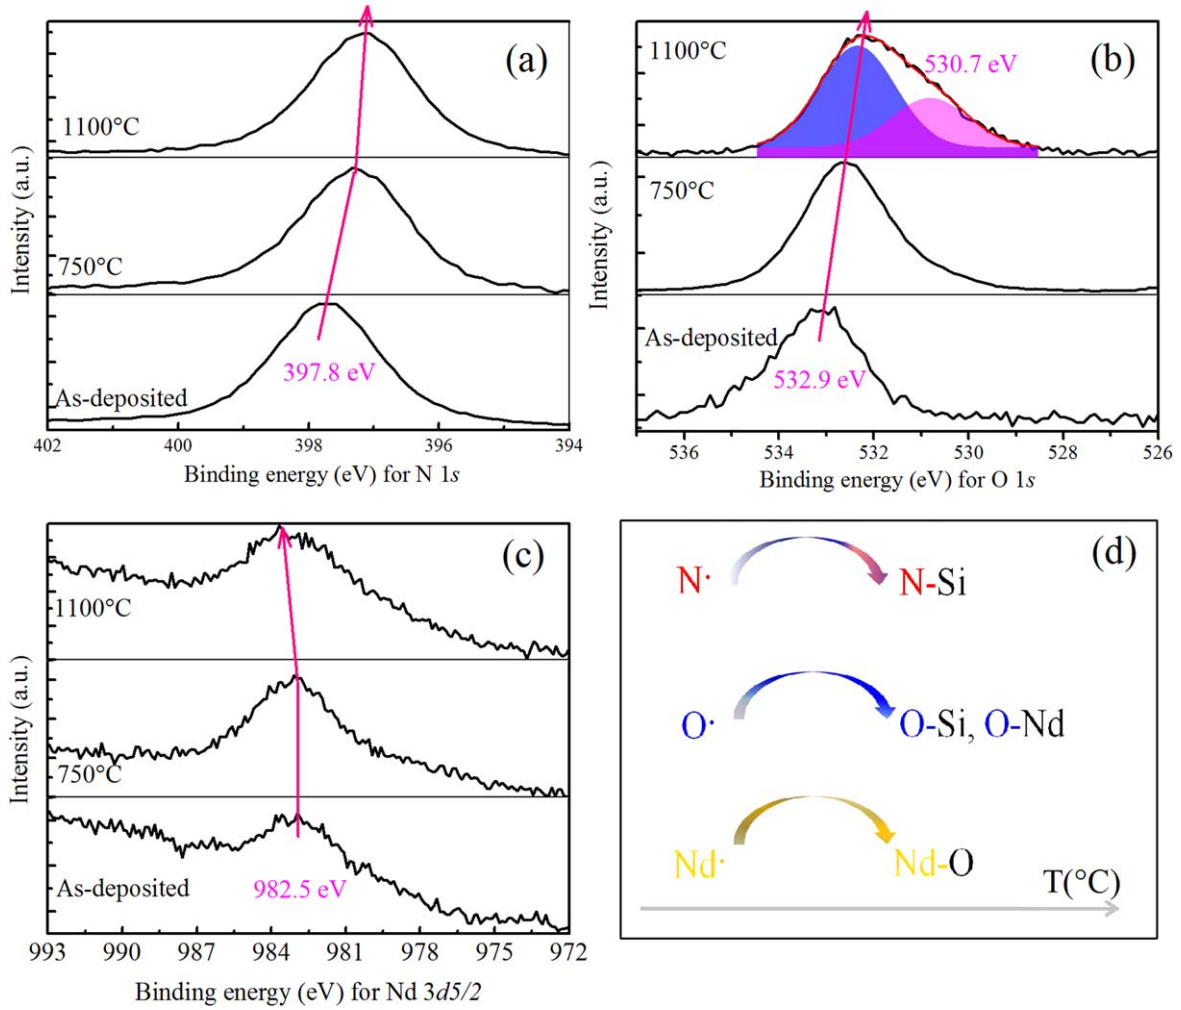 (a)
1100°C
750°C
397.8 eV
As-deposited
Intensity (a.u.)
402 400 398 396 394
Binding energy (eV) for N 1s
1100°C
(b)
530.7 eV
750°C
As-deposited
532.9 eV
Intensity (a.u.)
536 534 532 530 528 526
Binding energy (eV) for O 1s
(c)
1100°C
750°C
As-deposited
982.5 eV
Intensity (a.u.)
993 990 987 984 981 978 975 972
Binding energy (eV) for Nd 3d5/2
(d)
N· N-Si
O· O-Si, O-Nd
Nd· Nd-O
T(°C)